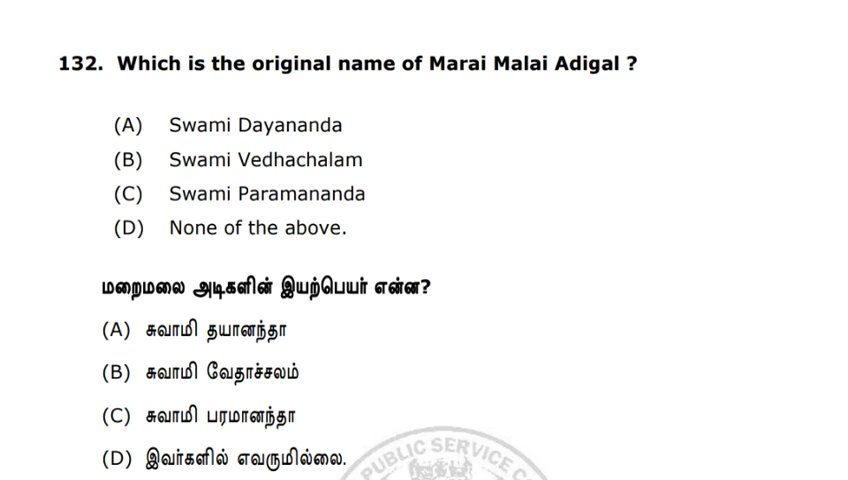 132. Which is the original name of Marai Malai Adigal ?
(A) Swami Dayananda
(B) Swami Vedhachalam
(C) Swami Paramananda
(D) None of the above.
மறைமலை அடிகளின் இயற்பெயர் என்ன?
(A) சுவாமி தயானந்தா
(B) சுவாமி வேதாச்சலம்
(C) சுவாமி பரமானந்தா
(D) இவர்களில் எவருமில்லை.
PUBLIC SERVICE